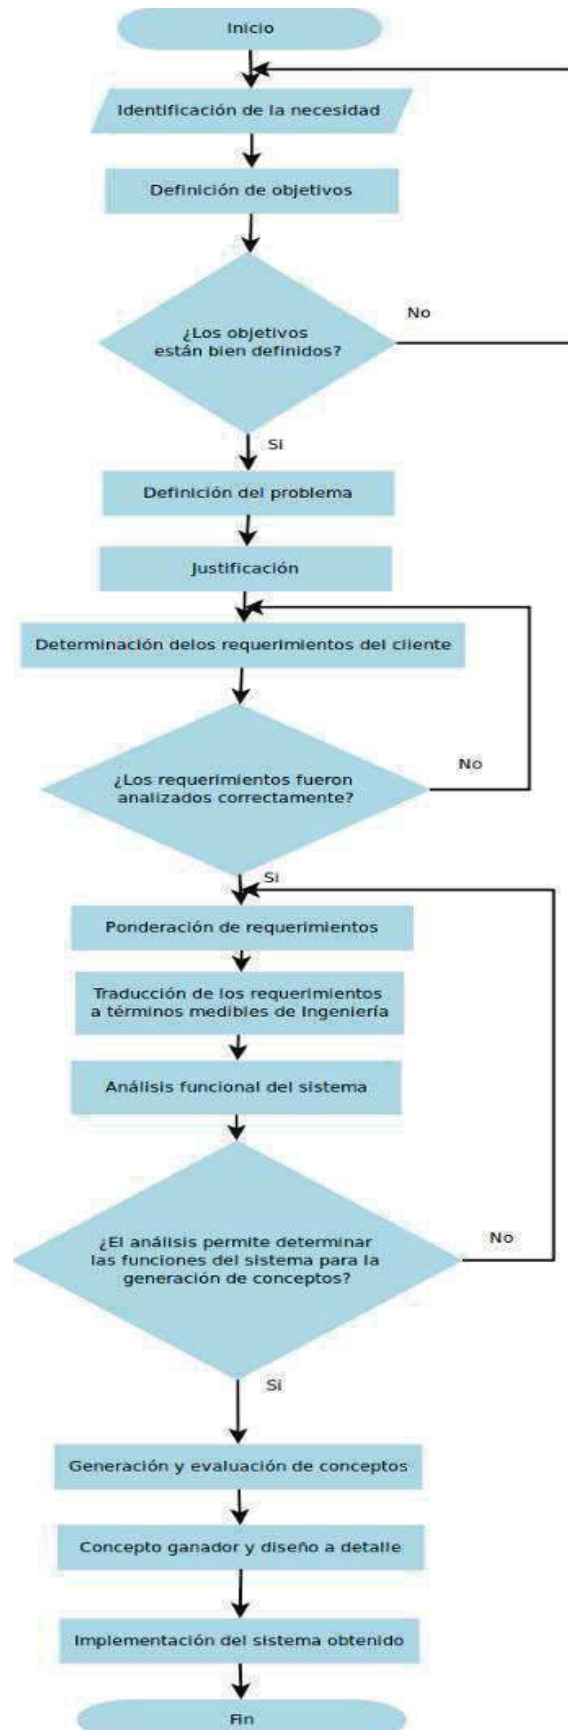 Inicio
Identificación de la necesidad
Definición de objetivos
No
¿Los objetivos
están bien definidos?
Si
Definición del problema
Justificación
Determinación delos requerimientos del cliente
No
¿Los requerimientos fueron
analizados correctamente?
Si
Ponderación de requerimientos
Traducción de los requerimientos
a términos medibles de Ingeniería
Análisis funcional del sistema
No
¿El análisis permite determinar
las funciones del sistema para la
generación de conceptos?
Si
Generación y evaluación de conceptos
Concepto ganador y diseño a detalle
Implementación del sistema obtenido
Fin